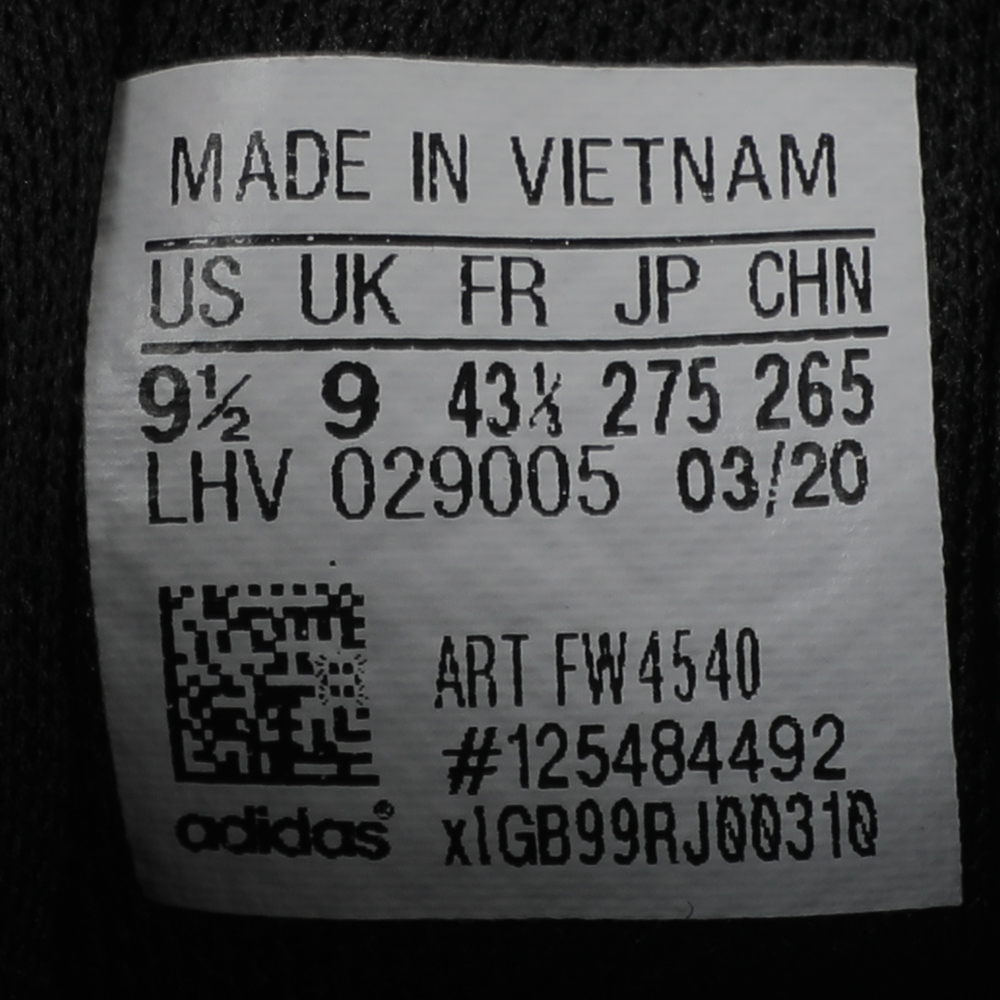 MADE IN VIETNAM
US UK FR JP CHN
9½ 9 43⅓ 275 265
LHV 029005 03/20
ART FW4540
#125484492
xlGB99RJ00310
adidas®